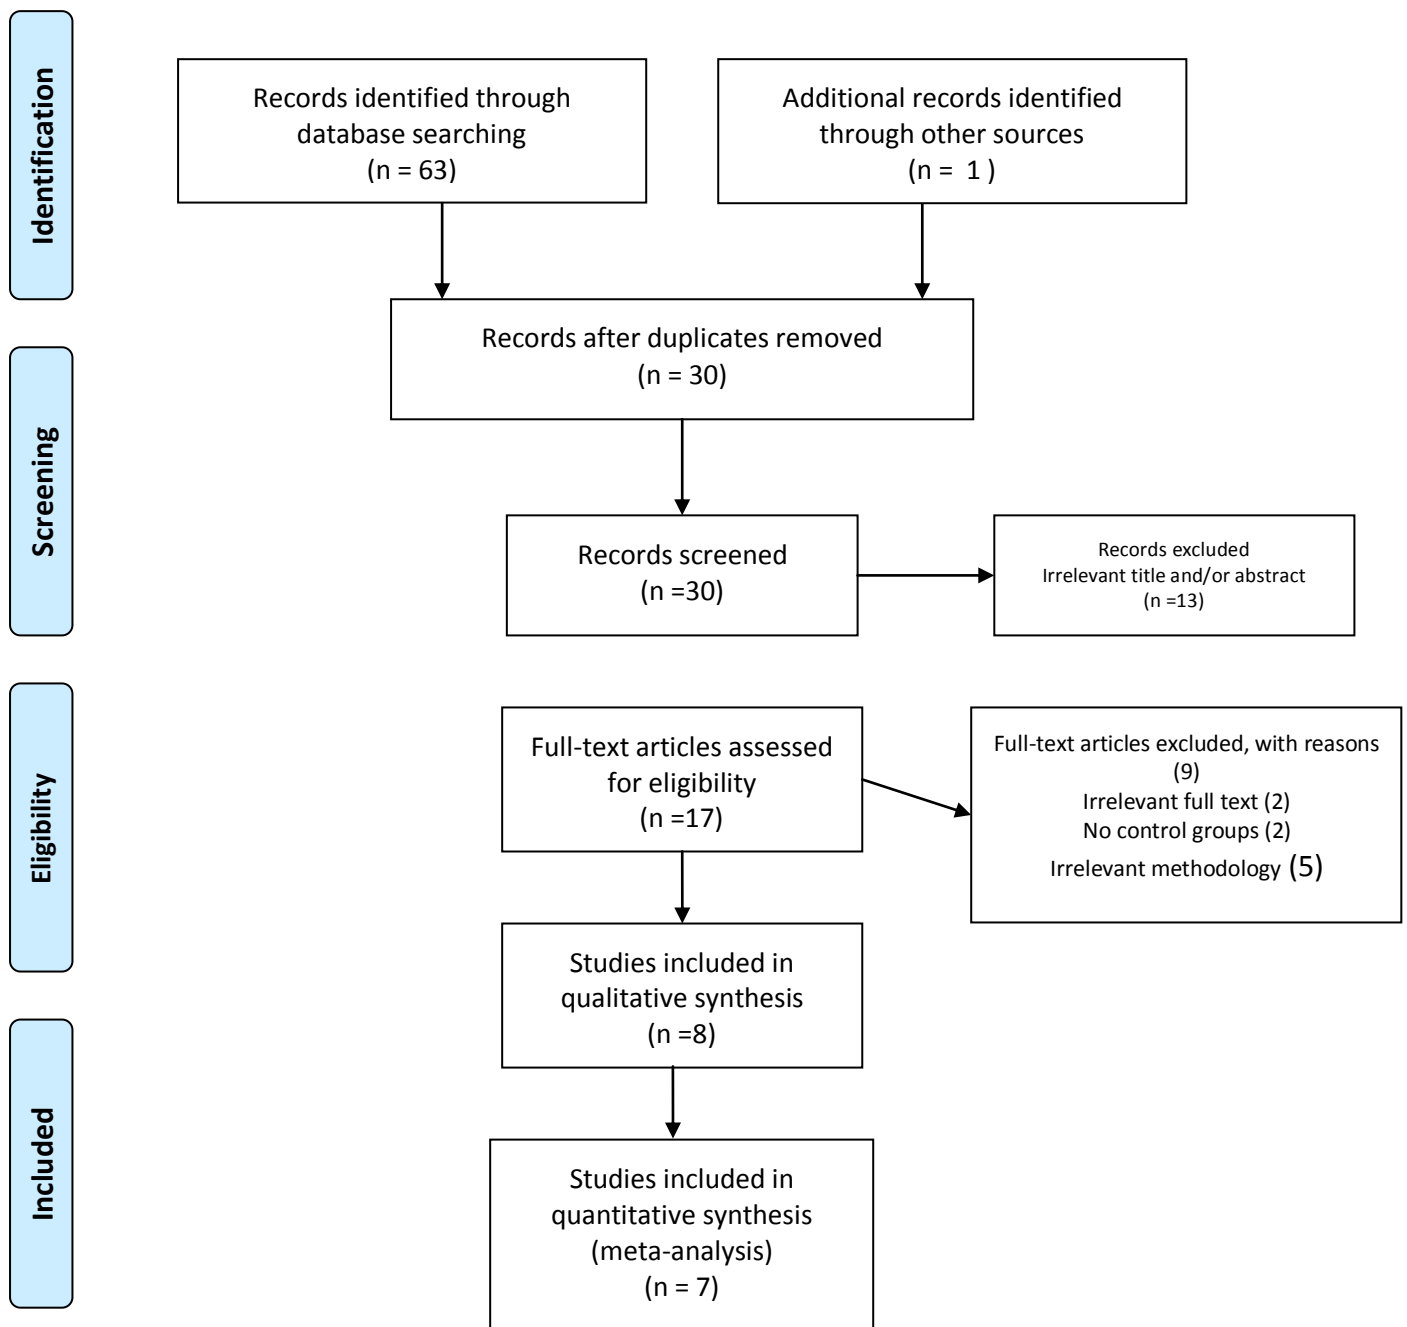 Identification
Records identified through
database searching
(n = 63)
Additional records identified
through other sources
(n =  1 )
Records after duplicates removed
(n = 30)
Screening
Records screened
(n =30)
Records excluded
Irrelevant title and/or abstract
(n =13)
Eligibility
Full-text articles assessed
for eligibility
(n =17)
Full-text articles excluded, with reasons
(9)
Irrelevant full text (2)
No control groups (2)
Irrelevant methodology (5)
Studies included in
qualitative synthesis
(n =8)
Included
Studies included in
quantitative synthesis
(meta-analysis)
(n = 7)